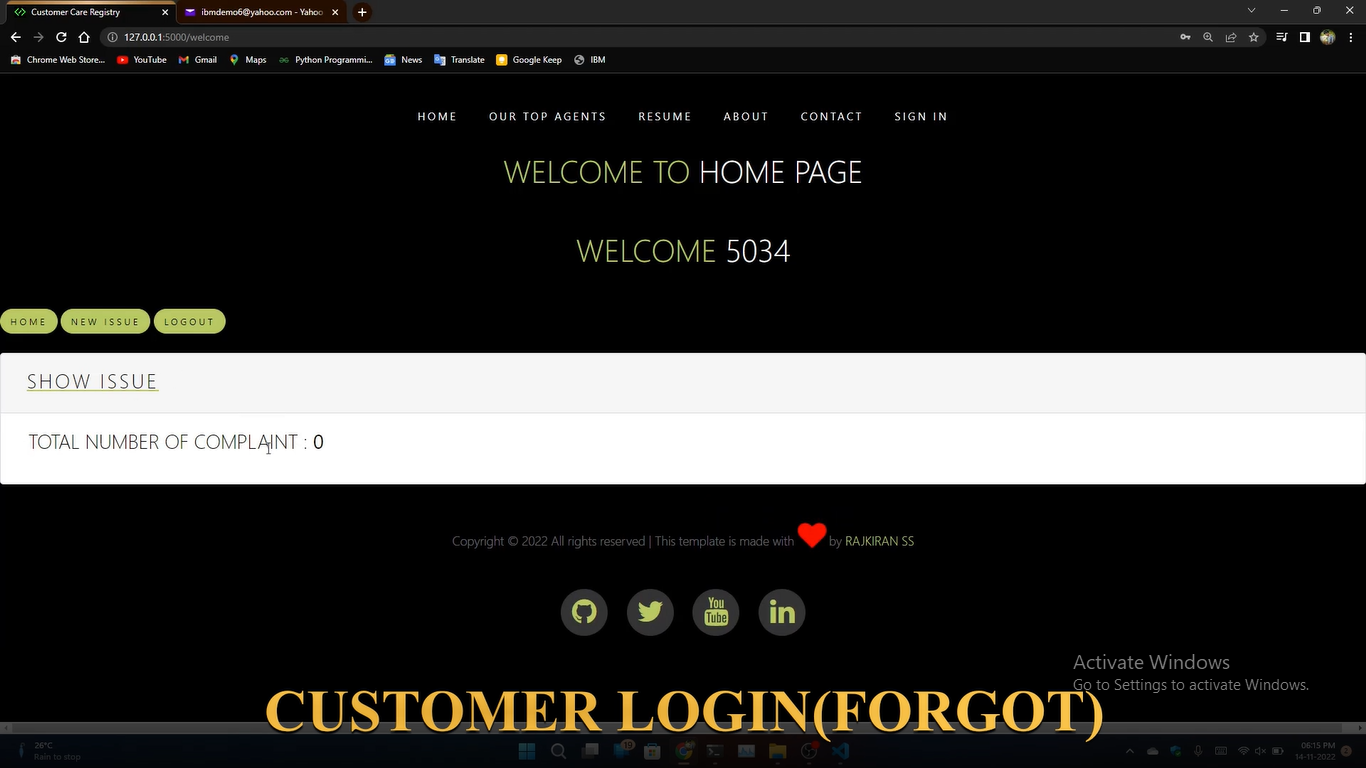 Customer Care Registry
ibmdemo6@yahoo.com - Yahoo
127.0.0.1:5000/welcome
Chrome Web Store... YouTube Gmail Maps Python Programmi... News Translate Google Keep IBM
HOME OUR TOP AGENTS RESUME ABOUT CONTACT SIGN IN
WELCOME TO HOME PAGE
WELCOME 5034
HOME NEW ISSUE LOGOUT
SHOW ISSUE
TOTAL NUMBER OF COMPLAINT : 0
Copyright © 2022 All rights reserved | This template is made with by RAJKIRAN SS
You
Tube
in
Activate Windows
Go to Settings to activate Windows.
CUSTOMER LOGIN(FORGOT)
26°C
Rain to stop
06:15 PM
14-11-2022